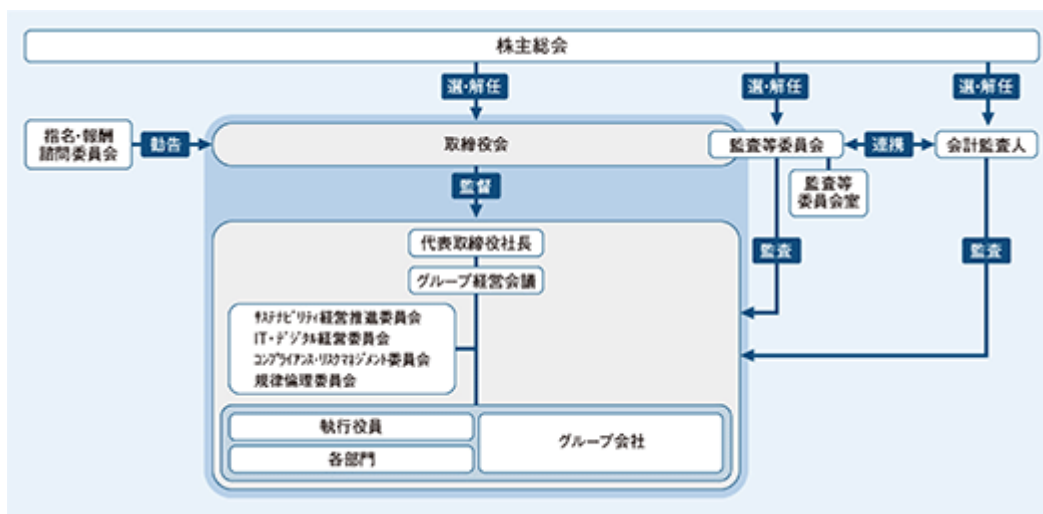 株主総会
選・解任
選・解任
選・解任
指名・報酬
諮問委員会
勧告
取締役会
監査等委員会
連携
会計監査人
監査等
委員会室
監督
代表取締役社長
監査
監査
グループ経営会議
ｻｽﾃﾅﾋﾞﾘﾃｨ経営推進委員会
IT・ﾃﾞｼﾞﾀﾙ経営委員会
ｺﾝﾌﾟﾗｲｱﾝｽ・ﾘｽｸﾏﾈｼﾞﾒﾝﾄ委員会
規律倫理委員会
執行役員
グループ会社
各部門